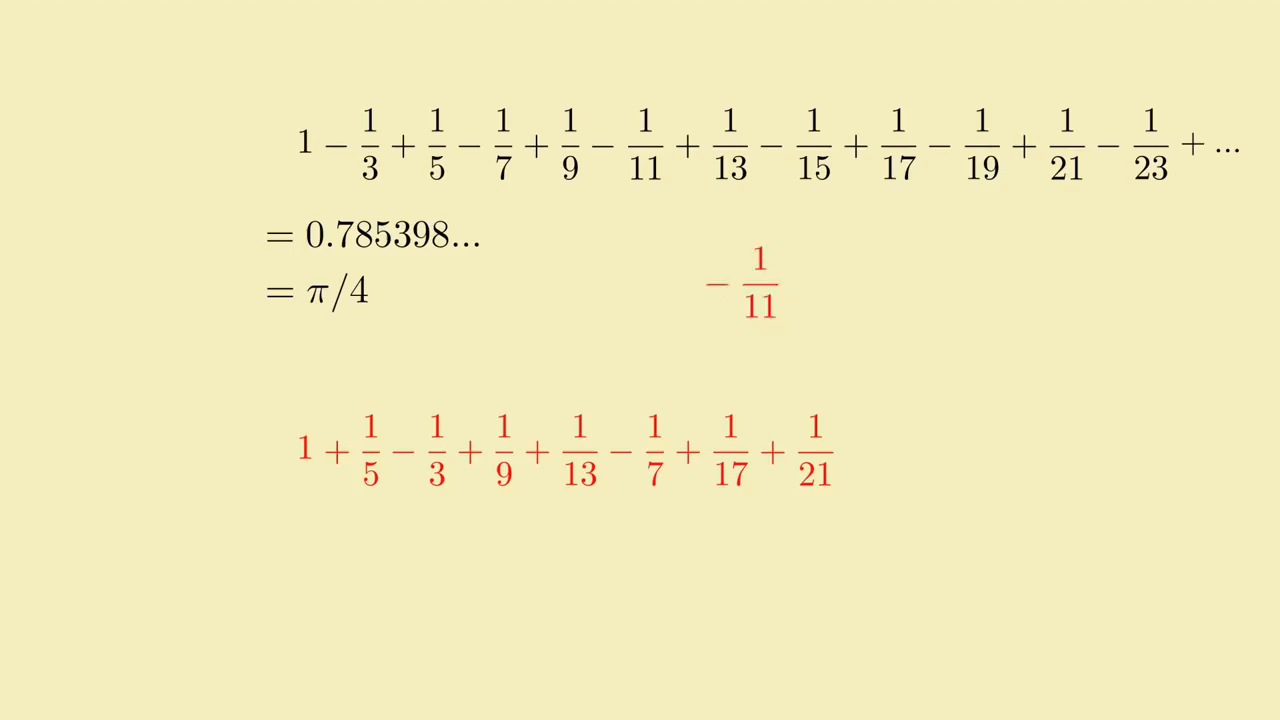 1 − 1/3 + 1/5 − 1/7 + 1/9 − 1/11 + 1/13 − 1/15 + 1/17 − 1/19 + 1/21 − 1/23 + ...
= 0.785398...
= π/4
− 1/11
1 + 1/5 − 1/3 + 1/9 + 1/13 − 1/7 + 1/17 + 1/21